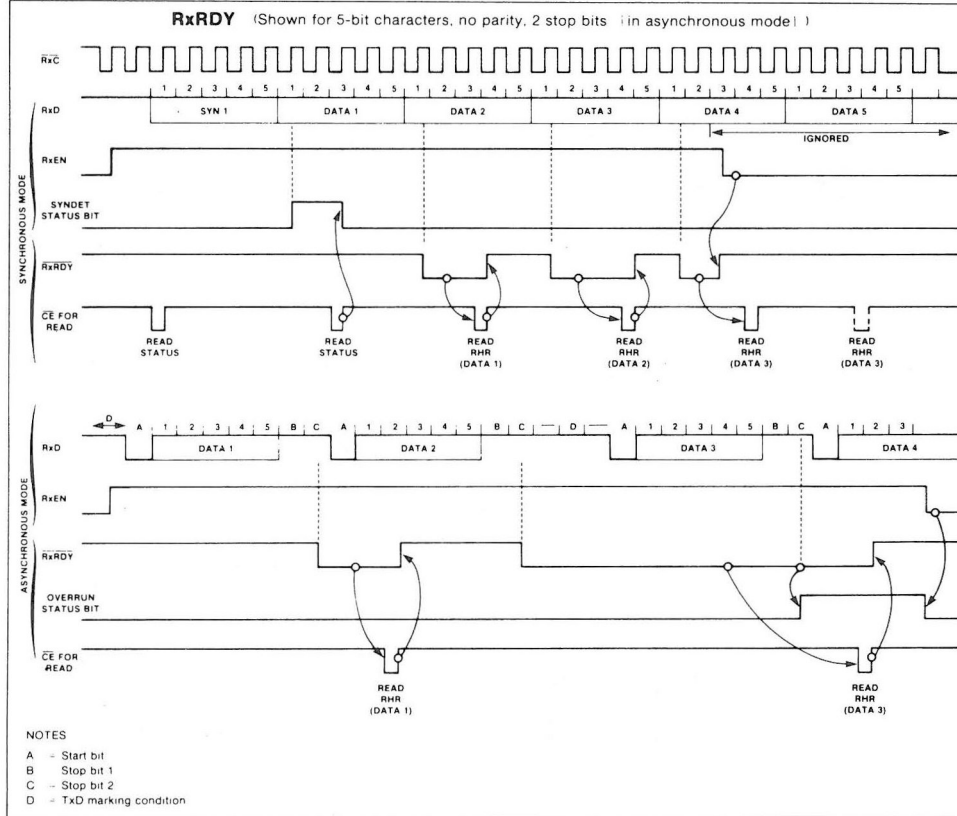 RxRDY (Shown for 5-bit characters, no parity, 2 stop bits in asynchronous mode)
RxC
1 2 3 4 5 1 2 3 4 5 1 2 3 4 5 1 2 3 4 5 1 2 3 4 5 1 2 3 4 5
RxD
SYN 1 DATA 1 DATA 2 DATA 3 DATA 4 DATA 5
IGNORED
RxEN
SYNCHRONOUS MODE
SYNDET
STATUS BIT
RxRDY
CE FOR
READ
READ
STATUS
READ
STATUS
READ
RHR
(DATA 1)
READ
RHR
(DATA 2)
READ
RHR
(DATA 3)
READ
RHR
(DATA 3)
D A 1 2 3 4 5 B C A 1 2 3 4 5 B C D A 1 2 3 4 5 B C A 1 2 3
RxD
DATA 1 DATA 2 DATA 3 DATA 4
RxEN
ASYNCHRONOUS MODE
RxRDY
OVERRUN
STATUS BIT
CE FOR
READ
READ
RHR
(DATA 1)
READ
RHR
(DATA 3)
NOTES
A - Start bit
B Stop bit 1
C - Stop bit 2
D - TxD marking condition